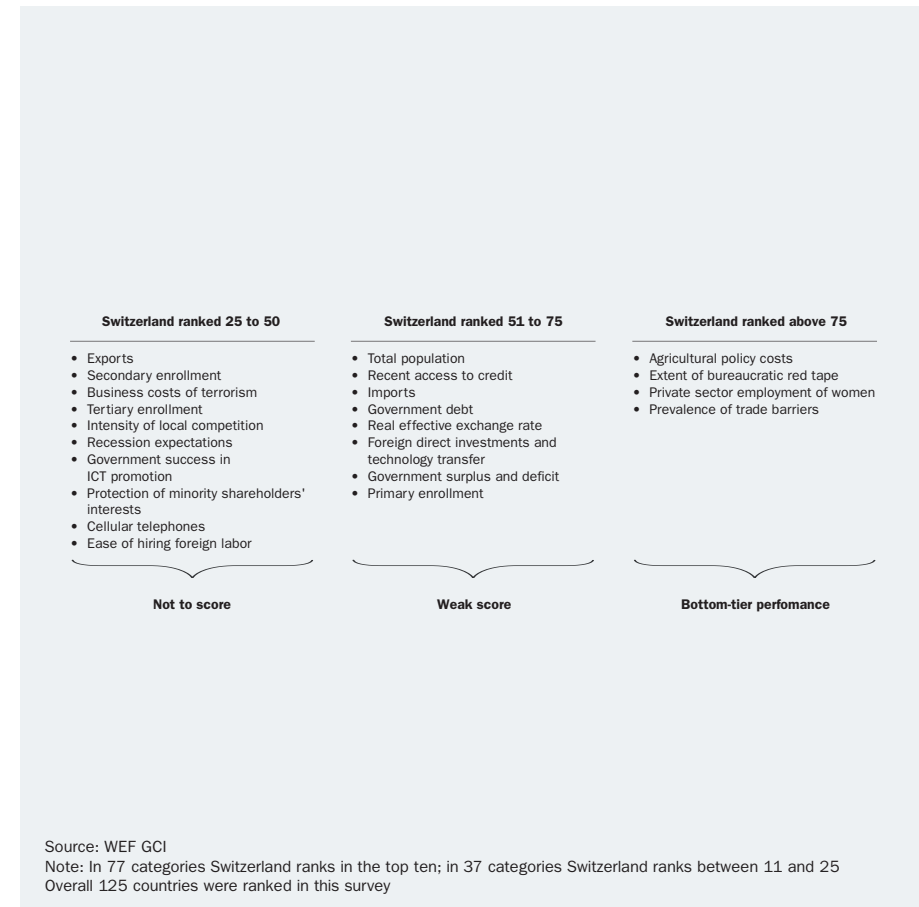 Switzerland ranked 25 to 50
• Exports
• Secondary enrollment
• Business costs of terrorism
• Tertiary enrollment
• Intensity of local competition
• Recession expectations
• Government success in
ICT promotion
• Protection of minority shareholders'
interests
• Cellular telephones
• Ease of hiring foreign labor
Not to score
Switzerland ranked 51 to 75
• Total population
• Recent access to credit
• Imports
• Government debt
• Real effective exchange rate
• Foreign direct investments and
technology transfer
• Government surplus and deficit
• Primary enrollment
Weak score
Switzerland ranked above 75
• Agricultural policy costs
• Extent of bureaucratic red tape
• Private sector employment of women
• Prevalence of trade barriers
Bottom-tier perfomance
Source: WEF GCI
Note: In 77 categories Switzerland ranks in the top ten; in 37 categories Switzerland ranks between 11 and 25
Overall 125 countries were ranked in this survey